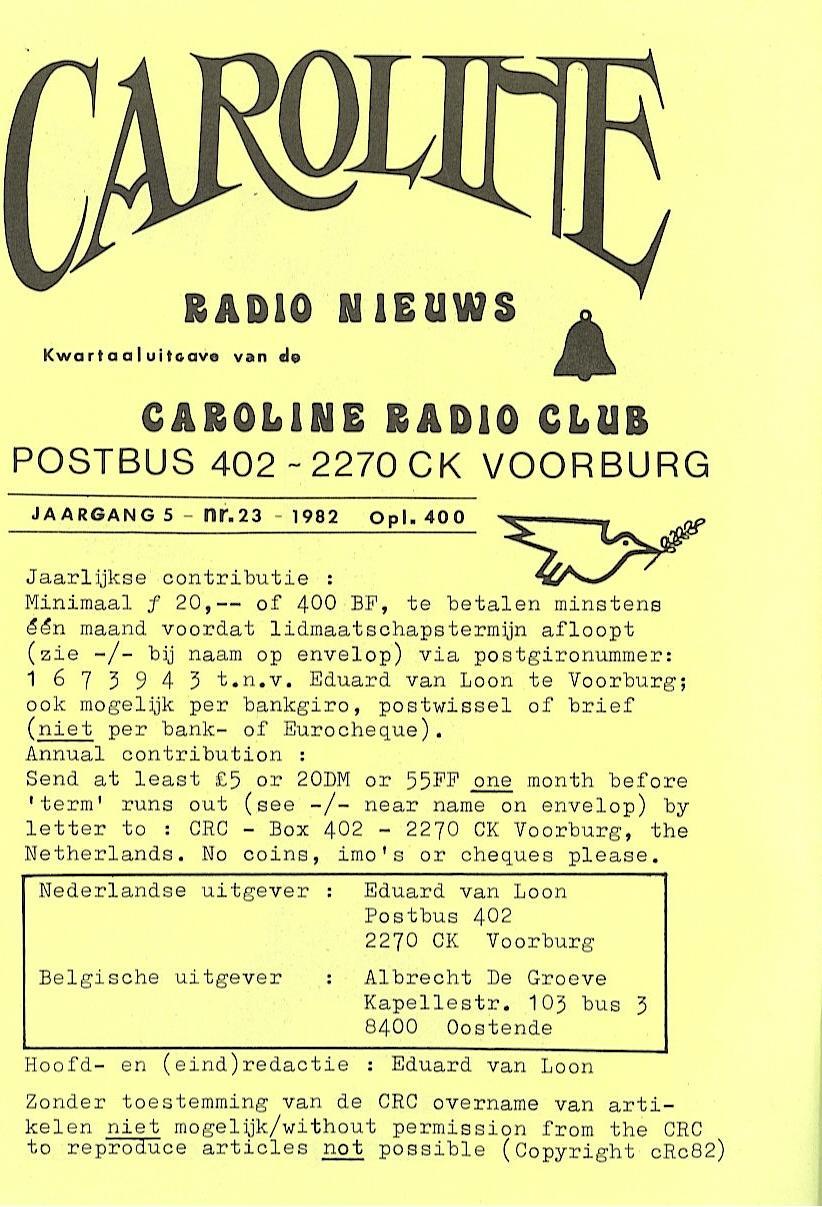 CAROLINE
RADIO NIEUWS
Kwartaaluitgave van de
CAROLINE RADIO CLUB
POSTBUS 402 ~ 2270 CK VOORBURG
JAARGANG 5 - nr. 23 - 1982 Opl. 400
Jaarlijkse contributie :
Minimaal ƒ 20,-- of 400 BF, te betalen minstens
één maand voordat lidmaatschapstermijn afloopt
(zie -/- bij naam op envelop) via postgironummer:
1 6 7 3 9 4 3 t.n.v. Eduard van Loon te Voorburg;
ook mogelijk per bankgiro, postwissel of brief
(niet per bank- of Eurocheque).
Annual contribution :
Send at least £5 or 20DM or 55FF one month before
'term' runs out (see -/- near name on envelop) by
letter to : CRC - Box 402 - 2270 CK Voorburg, the
Netherlands. No coins, imo's or cheques please.
Nederlandse uitgever : Eduard van Loon
Postbus 402
2270 CK Voorburg
Belgische uitgever : Albrecht De Groeve
Kapellestr. 103 bus 3
8400 Oostende
Hoofd- en (eind)redactie : Eduard van Loon
Zonder toestemming van de CRC overname van arti-
kelen niet mogelijk/without permission from the CRC
to reproduce articles not possible (Copyright cRc82)